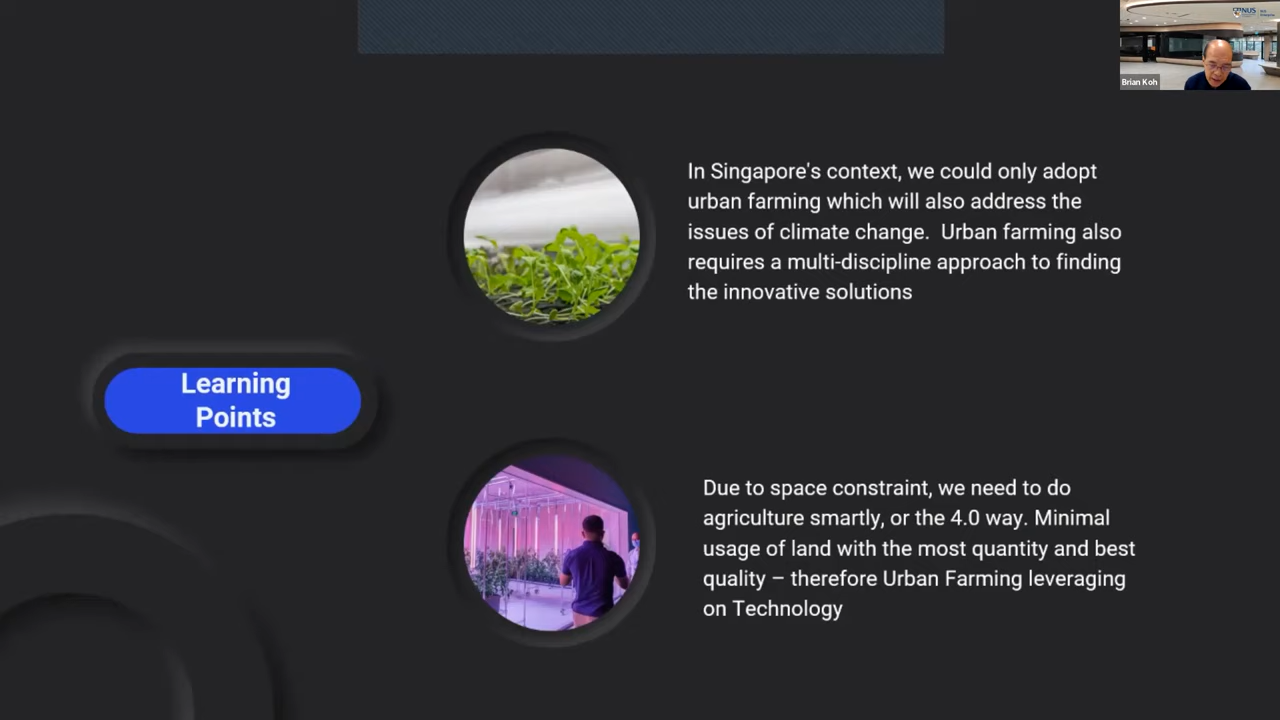 NUS
Brian Koh
In Singapore's context, we could only adopt
urban farming which will also address the
issues of climate change.  Urban farming also
requires a multi-discipline approach to finding
the innovative solutions
Learning
Points
Due to space constraint, we need to do
agriculture smartly, or the 4.0 way. Minimal
usage of land with the most quantity and best
quality – therefore Urban Farming leveraging
on Technology